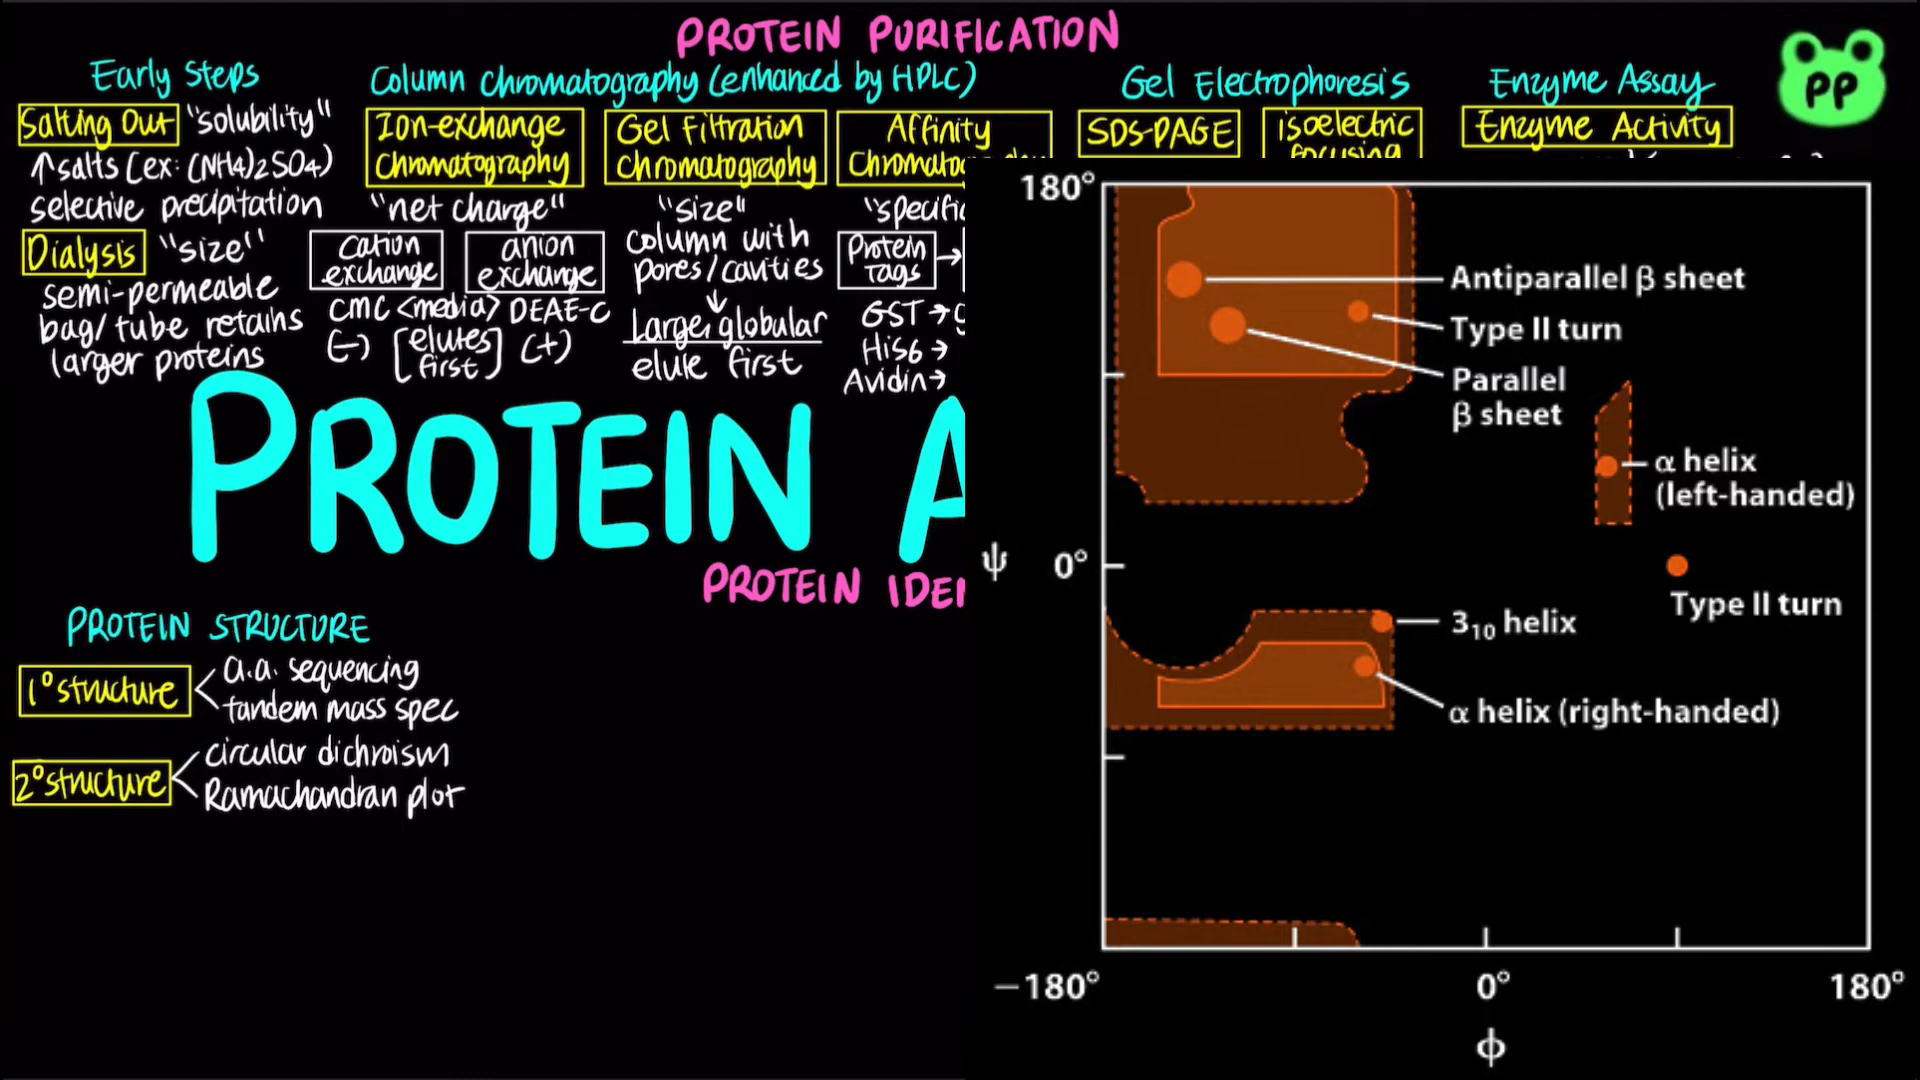 PROTEIN PURIFICATION
PP
Early Steps
Salting Out "solubility"
↑salts (ex: (NH4)2SO4)
selective precipitation
Dialysis "size"
semi-permeable
bag/tube retains
larger proteins
Column Chromatography (enhanced by HPLC)
Ion-exchange
Chromatography
"net charge"
cation
exchange
anion
exchange
CMC <media> DEAE-C
(-) [elutes first] (+)
Gel Filtration
Chromatography
"size"
column with
pores/cavities
↓
Larger, globular
elute first
Affinity
"specific
Protein
Tags →
GST →
His6 →
Avidin→
Gel Electrophoresis
SDS-PAGE
isoelectric
focusing
Enzyme Assay
Enzyme Activity
PROTEIN A
PROTEIN IDE
PROTEIN STRUCTURE
1° structure
a.a. sequencing
tandem mass spec
2° structure
circular dichroism
Ramachandran plot
180°
Antiparallel β sheet
Type II turn
Parallel
β sheet
α helix
(left-handed)
ψ 0°
Type II turn
3₁₀ helix
α helix (right-handed)
−180° 0° 180°
ϕ